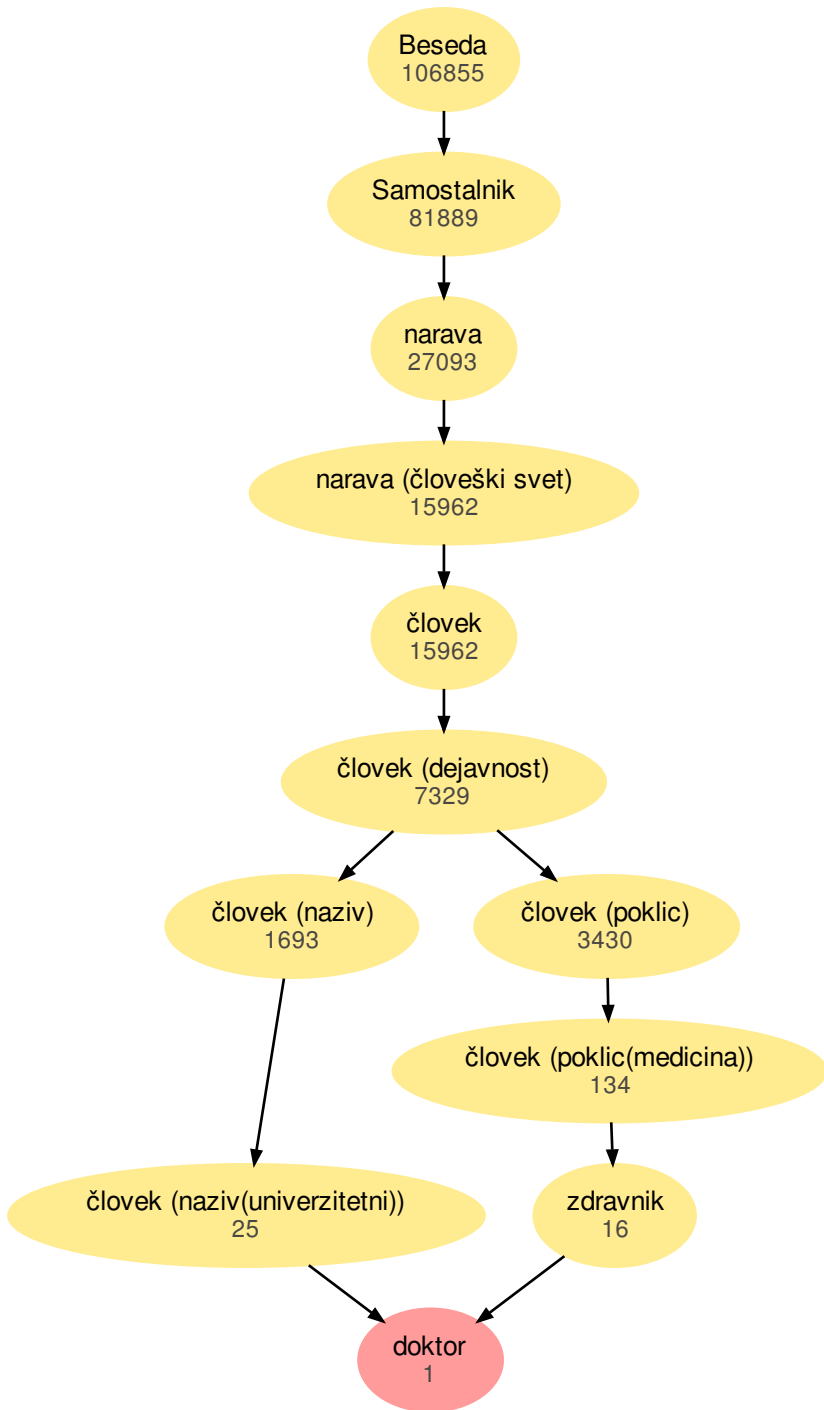 Beseda
106855
Samostalnik
81889
narava
27093
narava (človeški svet)
15962
človek
15962
človek (dejavnost)
7329
človek (naziv)
1693
človek (poklic)
3430
človek (poklic(medicina))
134
človek (naziv(univerzitetni))
25
zdravnik
16
doktor
1